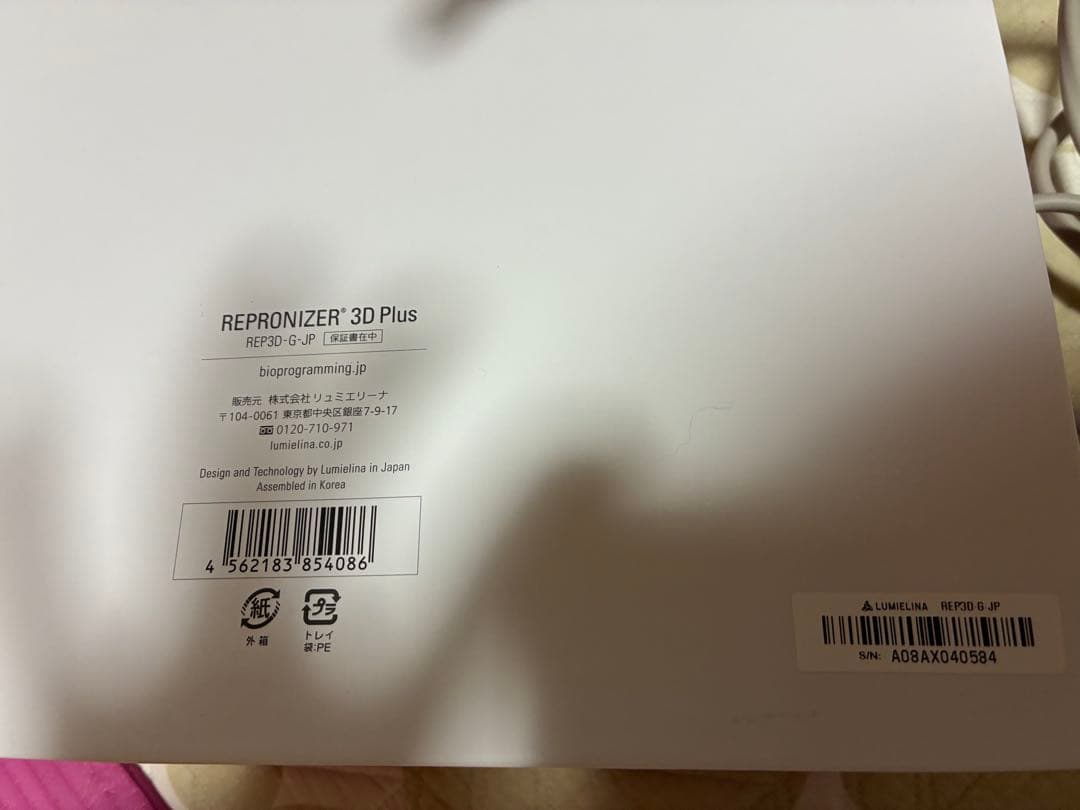 REPRONIZER® 3D Plus
REP3D-G-JP 保証書在中
bioprogramming.jp
販売元 株式会社リュミエリーナ
〒104-0061 東京都中央区銀座7-9-17
0120-710-971
lumielina.co.jp
Design and Technology by Lumielina in Japan
Assembled in Korea
4 562183 854086
紙
外箱
プラ
トレイ
袋:PE
LUMIELINA REP3D-G-JP
S/N: A08AX040584